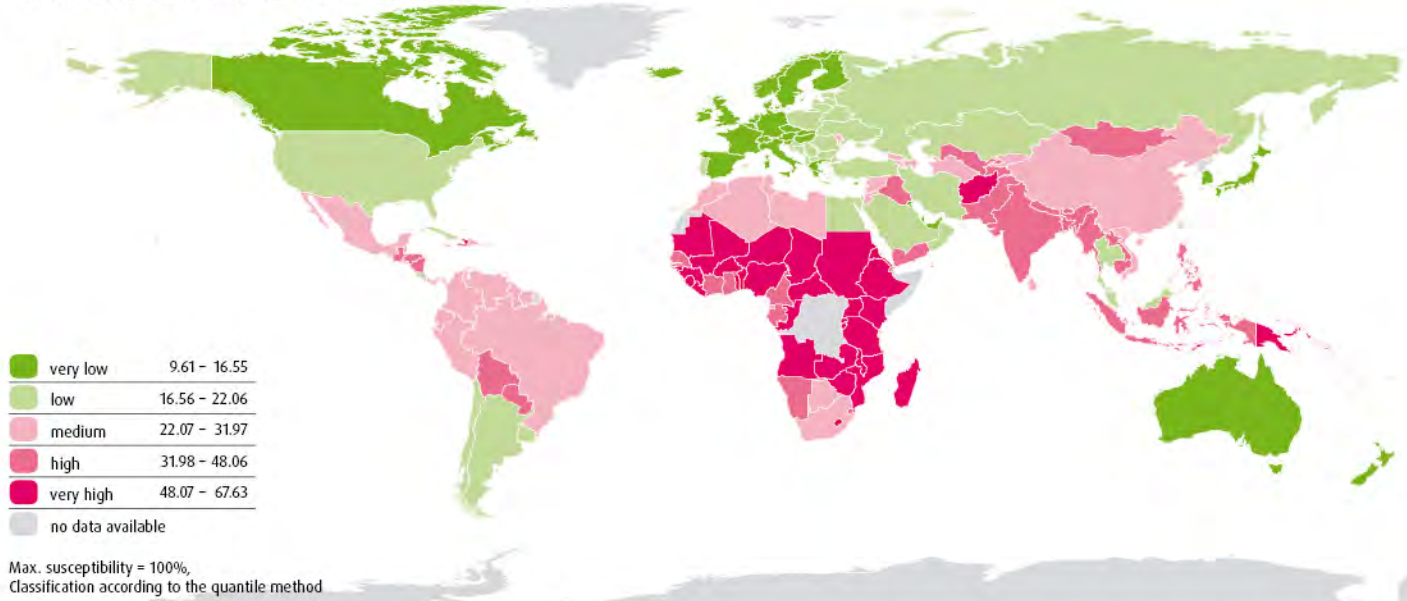 very low 9.61 – 16.55
low 16.56 – 22.06
medium 22.07 – 31.97
high 31.98 – 48.06
very high 48.07 – 67.63
no data available
Max. susceptibility = 100%,
Classification according to the quantile method